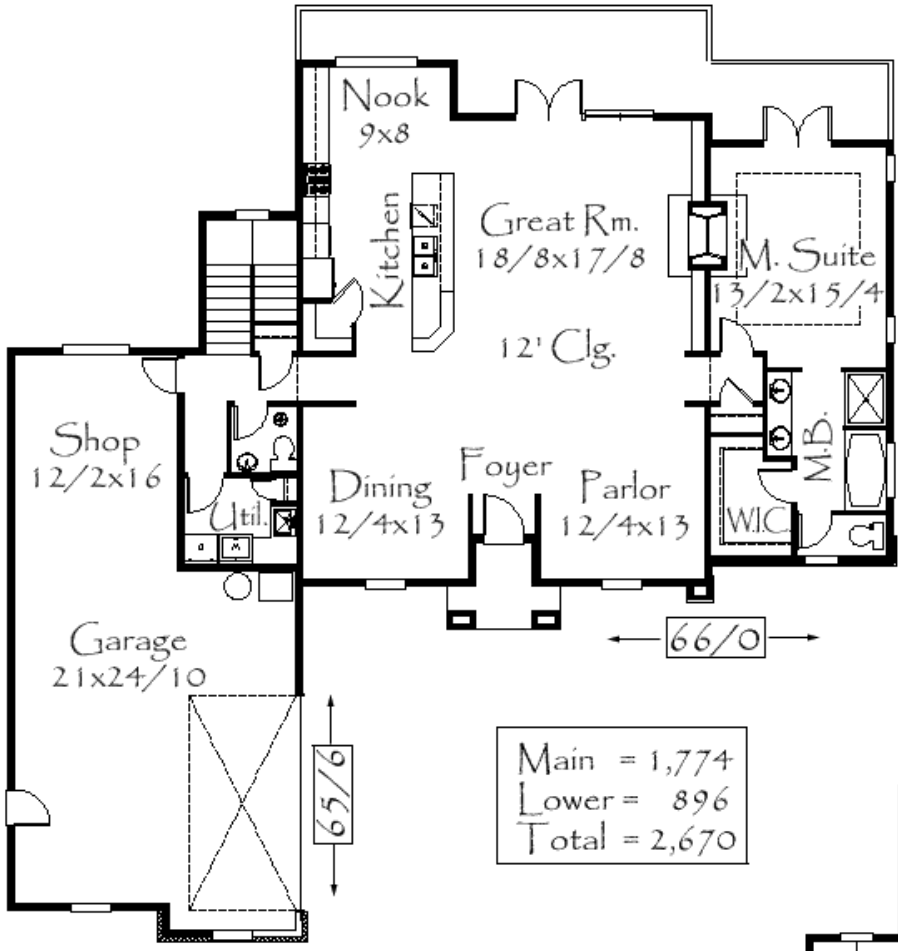 Nook
9x8
Kitchen
Great Rm.
18/8x17/8
M. Suite
13/2x15/4
12' Clg.
Shop
12/2x16
Util.
Dining
12/4x13
Foyer
Parlor
12/4x13
W.I.C.
M.B.
Garage
21x24/10
66/0
65/6
Main = 1,774
Lower = 896
Total = 2,670